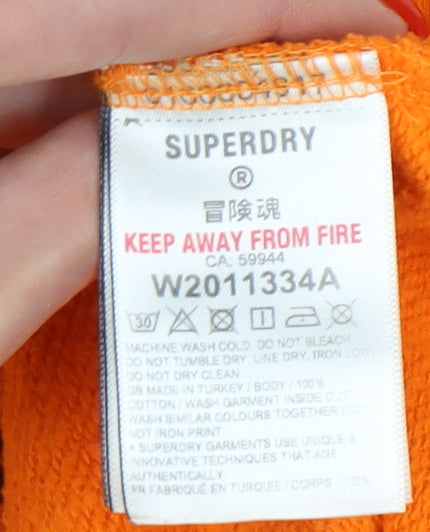 SUPERDRY
®
冒険魂
KEEP AWAY FROM FIRE
CA: 59944
W2011334A
30
MACHINE WASH COLD. DO NOT BLEACH,
DO NOT TUMBLE DRY, LINE DRY, IRON LOW
DO NOT DRY CLEAN
GB MADE IN TURKEY / BODY / 100%
COTTON / WASH GARMENT INSIDE OUT /
WASH SIMILAR COLOURS TOGETHER / DO
NOT IRON PRINT
* SUPERDRY GARMENTS USE UNIQUE &
INNOVATIVE TECHNIQUES THAT AGE
AUTHENTICALLY.
FR FABRIQUÉ EN TURQUIE / CORPS / 100%